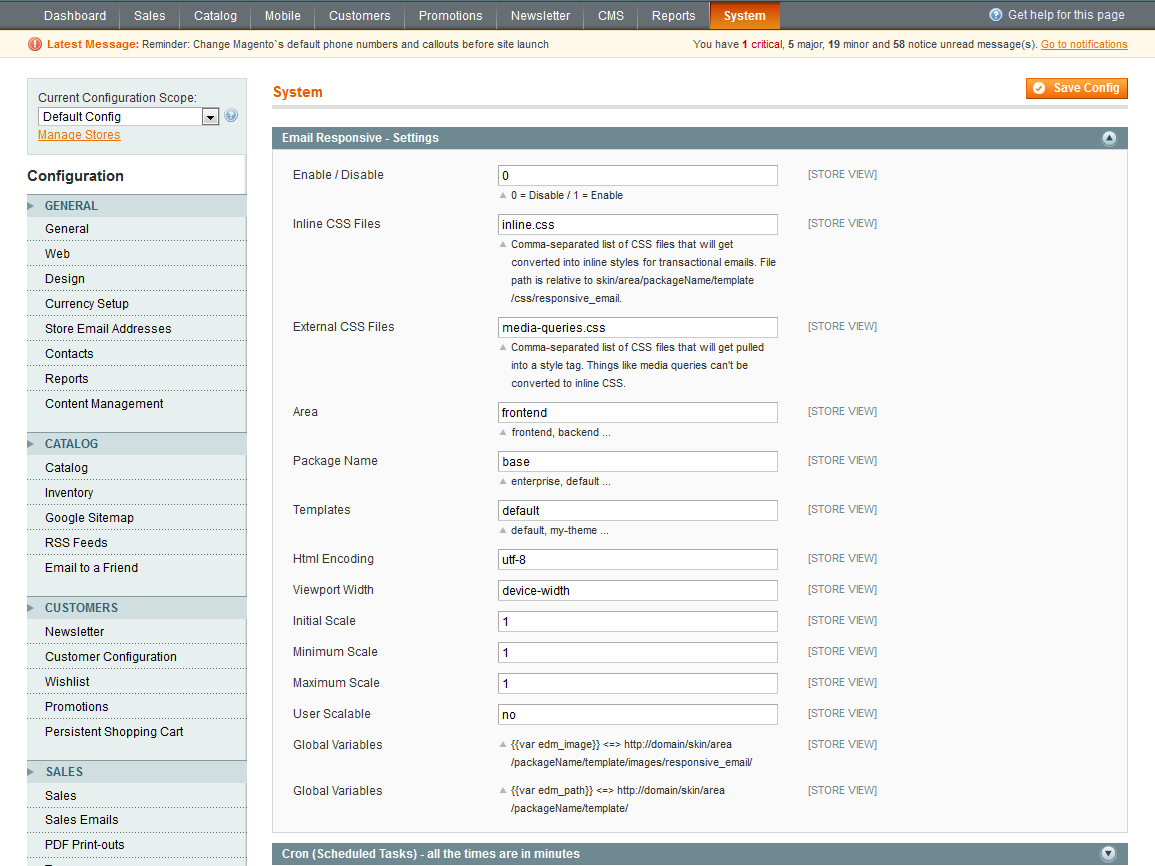 Dashboard Sales Catalog Mobile Customers Promotions Newsletter CMS Reports System Get help for this page
Latest Message: Reminder: Change Magento`s default phone numbers and callouts before site launch You have 1 critical, 5 major, 19 minor and 58 notice unread message(s). Go to notifications
Current Configuration Scope:
Default Config
Manage Stores
Configuration
GENERAL
General
Web
Design
Currency Setup
Store Email Addresses
Contacts
Reports
Content Management
CATALOG
Catalog
Inventory
Google Sitemap
RSS Feeds
Email to a Friend
CUSTOMERS
Newsletter
Customer Configuration
Wishlist
Promotions
Persistent Shopping Cart
SALES
Sales
Sales Emails
PDF Print-outs
System Save Config
Email Responsive - Settings
Enable / Disable 0 [STORE VIEW]
0 = Disable / 1 = Enable
Inline CSS Files inline.css [STORE VIEW]
Comma-separated list of CSS files that will get
converted into inline styles for transactional emails. File
path is relative to skin/area/packageName/template
/css/responsive_email.
External CSS Files media-queries.css [STORE VIEW]
Comma-separated list of CSS files that will get pulled
into a style tag. Things like media queries can't be
converted to inline CSS.
Area frontend [STORE VIEW]
frontend, backend ...
Package Name base [STORE VIEW]
enterprise, default ...
Templates default [STORE VIEW]
default, my-theme ...
Html Encoding utf-8 [STORE VIEW]
Viewport Width device-width [STORE VIEW]
Initial Scale 1 [STORE VIEW]
Minimum Scale 1 [STORE VIEW]
Maximum Scale 1 [STORE VIEW]
User Scalable no [STORE VIEW]
Global Variables {{var edm_image}} <=> http://domain/skin/area [STORE VIEW]
/packageName/template/images/responsive_email/
Global Variables {{var edm_path}} <=> http://domain/skin/area [STORE VIEW]
/packageName/template/
Cron (Scheduled Tasks) - all the times are in minutes